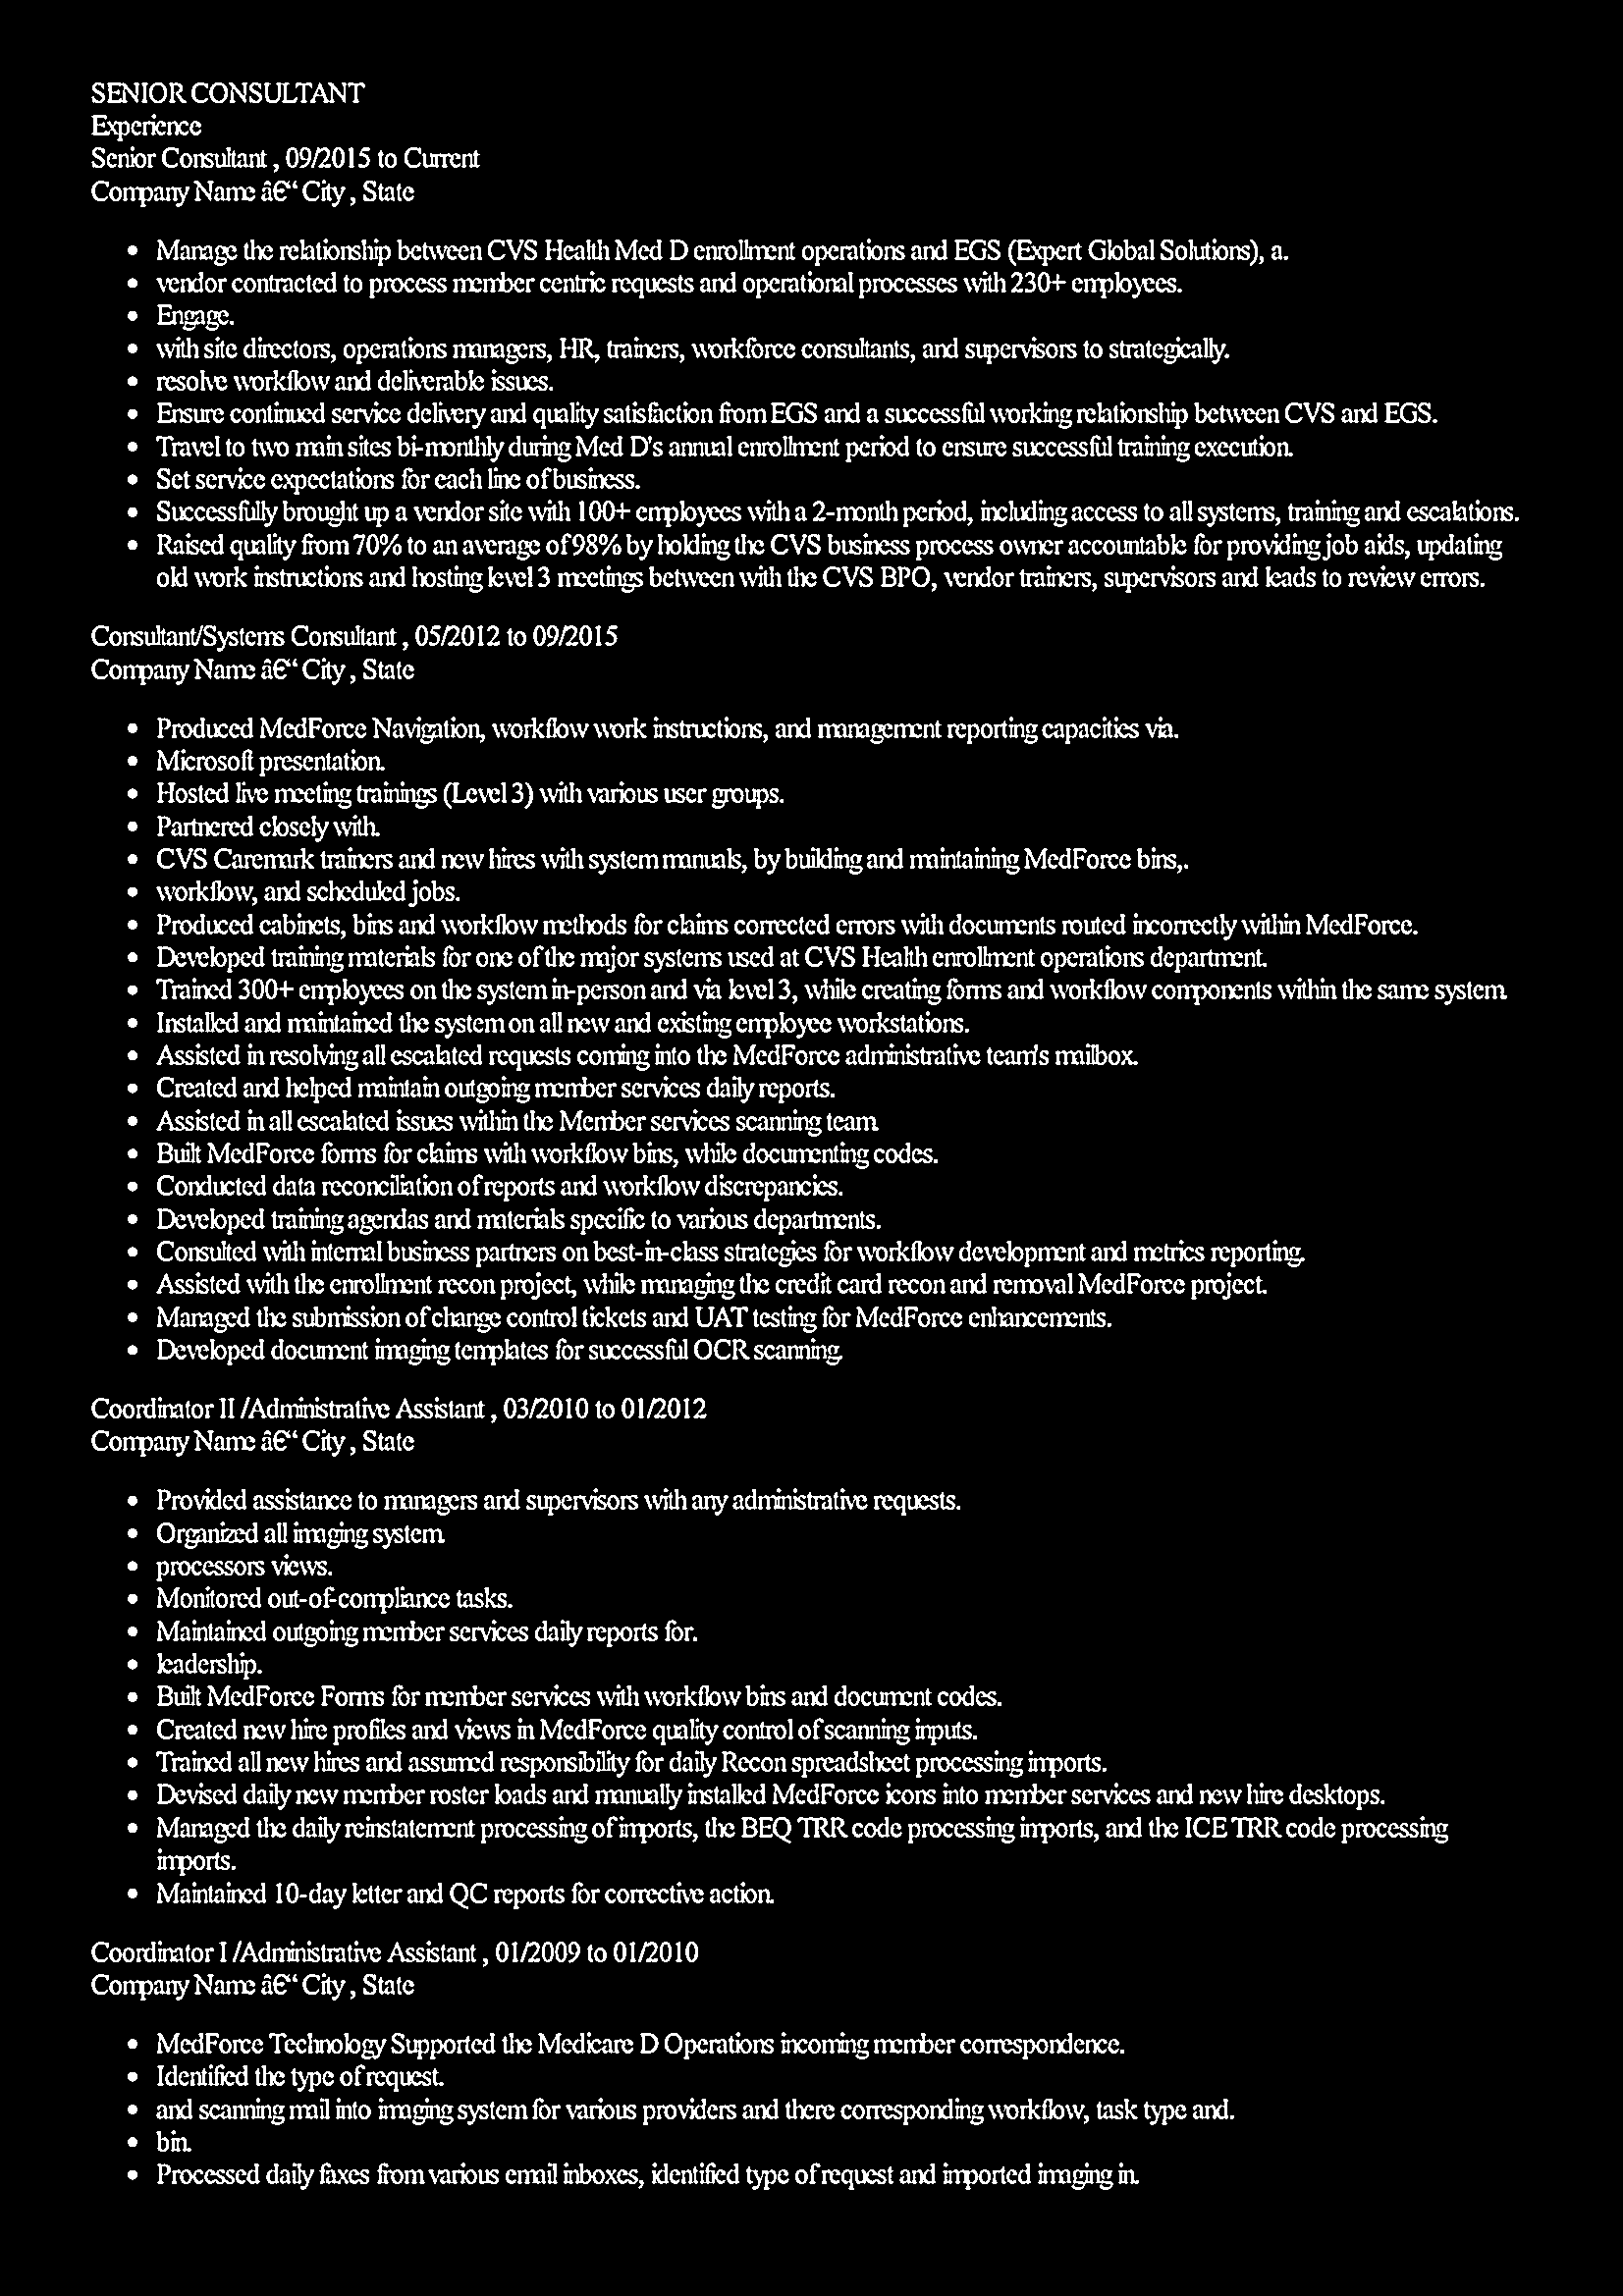 SENIOR CONSULTANT
Experience
Senior Consultant , 09/2015 to Current
Company Name â€“ City , State
• Manage the relationship between CVS Health Med D enrollment operations and EGS (Expert Global Solutions), a.
• vendor contracted to process member centric requests and operational processes with 230+ employees.
• Engage.
• with site directors, operations managers, HR, trainers, workforce consultants, and supervisors to strategically.
• resolve workflow and deliverable issues.
• Ensure continued service delivery and quality satisfaction from EGS and a successful working relationship between CVS and EGS.
• Travel to two main sites bi-monthly during Med D's annual enrollment period to ensure successful training execution.
• Set service expectations for each line of business.
• Successfully brought up a vendor site with 100+ employees with a 2-month period, including access to all systems, training and escalations.
• Raised quality from 70% to an average of 98% by holding the CVS business process owner accountable for providing job aids, updating
old work instructions and hosting level 3 meetings between with the CVS BPO, vendor trainers, supervisors and leads to review errors.
Consultant/Systems Consultant , 05/2012 to 09/2015
Company Name â€“ City , State
• Produced MedForce Navigation, workflow work instructions, and management reporting capacities via.
• Microsoft presentation.
• Hosted live meeting trainings (Level 3) with various user groups.
• Partnered closely with.
• CVS Caremark trainers and new hires with system manuals, by building and maintaining MedForce bins,.
• workflow, and scheduled jobs.
• Produced cabinets, bins and workflow methods for claims corrected errors with documents routed incorrectly within MedForce.
• Developed training materials for one of the major systems used at CVS Health enrollment operations department.
• Trained 300+ employees on the system in-person and via level 3, while creating forms and workflow components within the same system.
• Installed and maintained the system on all new and existing employee workstations.
• Assisted in resolving all escalated requests coming into the MedForce administrative team's mailbox.
• Created and helped maintain outgoing member services daily reports.
• Assisted in all escalated issues within the Member services scanning team.
• Built MedForce forms for claims with workflow bins, while documenting codes.
• Conducted data reconciliation of reports and workflow discrepancies.
• Developed training agendas and materials specific to various departments.
• Consulted with internal business partners on best-in-class strategies for workflow development and metrics reporting.
• Assisted with the enrollment recon project, while managing the credit card recon and removal MedForce project.
• Managed the submission of change control tickets and UAT testing for MedForce enhancements.
• Developed document imaging templates for successful OCR scanning.
Coordinator II /Administrative Assistant , 03/2010 to 01/2012
Company Name â€“ City , State
• Provided assistance to managers and supervisors with any administrative requests.
• Organized all imaging system.
• processors views.
• Monitored out-of-compliance tasks.
• Maintained outgoing member services daily reports for.
• leadership.
• Built MedForce Forms for member services with workflow bins and document codes.
• Created new hire profiles and views in MedForce quality control of scanning inputs.
• Trained all new hires and assumed responsibility for daily Recon spreadsheet processing imports.
• Devised daily new member roster loads and manually installed MedForce icons into member services and new hire desktops.
• Managed the daily reinstatement processing of imports, the BEQ TRR code processing imports, and the ICE TRR code processing
imports.
• Maintained 10-day letter and QC reports for corrective action.
Coordinator I /Administrative Assistant , 01/2009 to 01/2010
Company Name â€“ City , State
• MedForce Technology Supported the Medicare D Operations incoming member correspondence.
• Identified the type of request.
• and scanning mail into imaging system for various providers and there corresponding workflow, task type and.
• bin.
• Processed daily faxes from various email inboxes, identified type of request and imported imaging in.